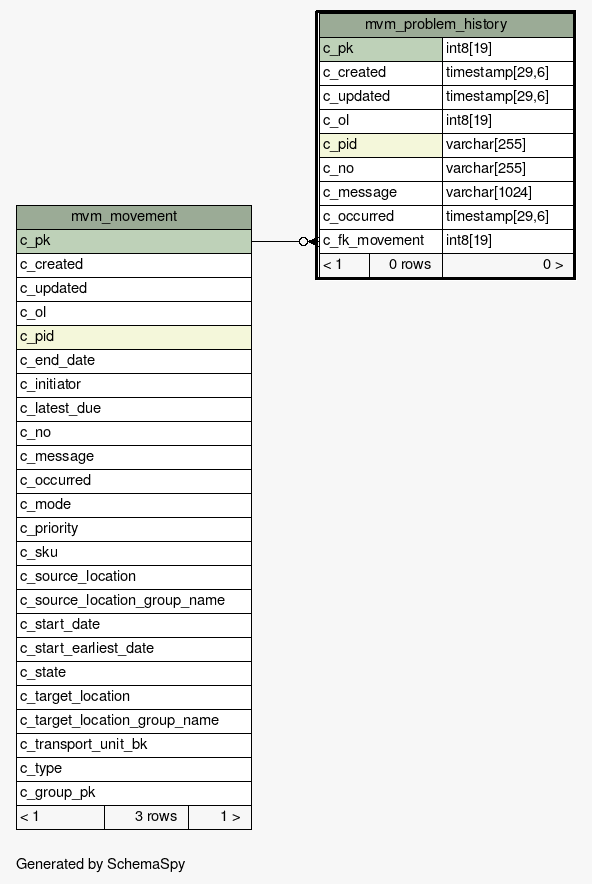 mvm_problem_history
c_pk int8[19]
c_created timestamp[29,6]
c_updated timestamp[29,6]
c_ol int8[19]
c_pid varchar[255]
c_no varchar[255]
c_message varchar[1024]
c_occurred timestamp[29,6]
c_fk_movement int8[19]
< 1 0 rows 0 >
mvm_movement
c_pk
c_created
c_updated
c_ol
c_pid
c_end_date
c_initiator
c_latest_due
c_no
c_message
c_occurred
c_mode
c_priority
c_sku
c_source_location
c_source_location_group_name
c_start_date
c_start_earliest_date
c_state
c_target_location
c_target_location_group_name
c_transport_unit_bk
c_type
c_group_pk
< 1 3 rows 1 >
Generated by SchemaSpy